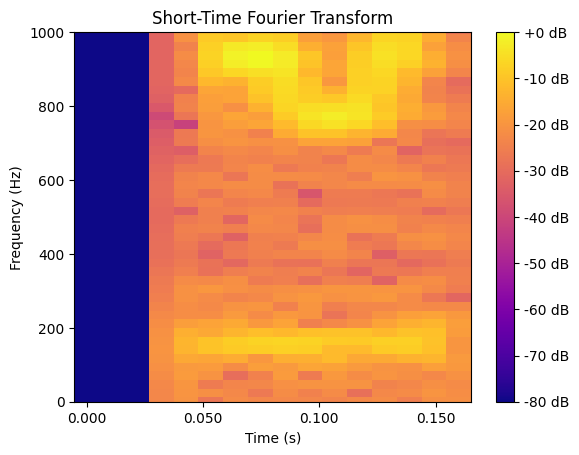 Short-Time Fourier Transform
1000
800
600
400
200
0
Frequency (Hz)
0.000
0.050
0.100
0.150
Time (s)
+0 dB
-10 dB
-20 dB
-30 dB
-40 dB
-50 dB
-60 dB
-70 dB
-80 dB